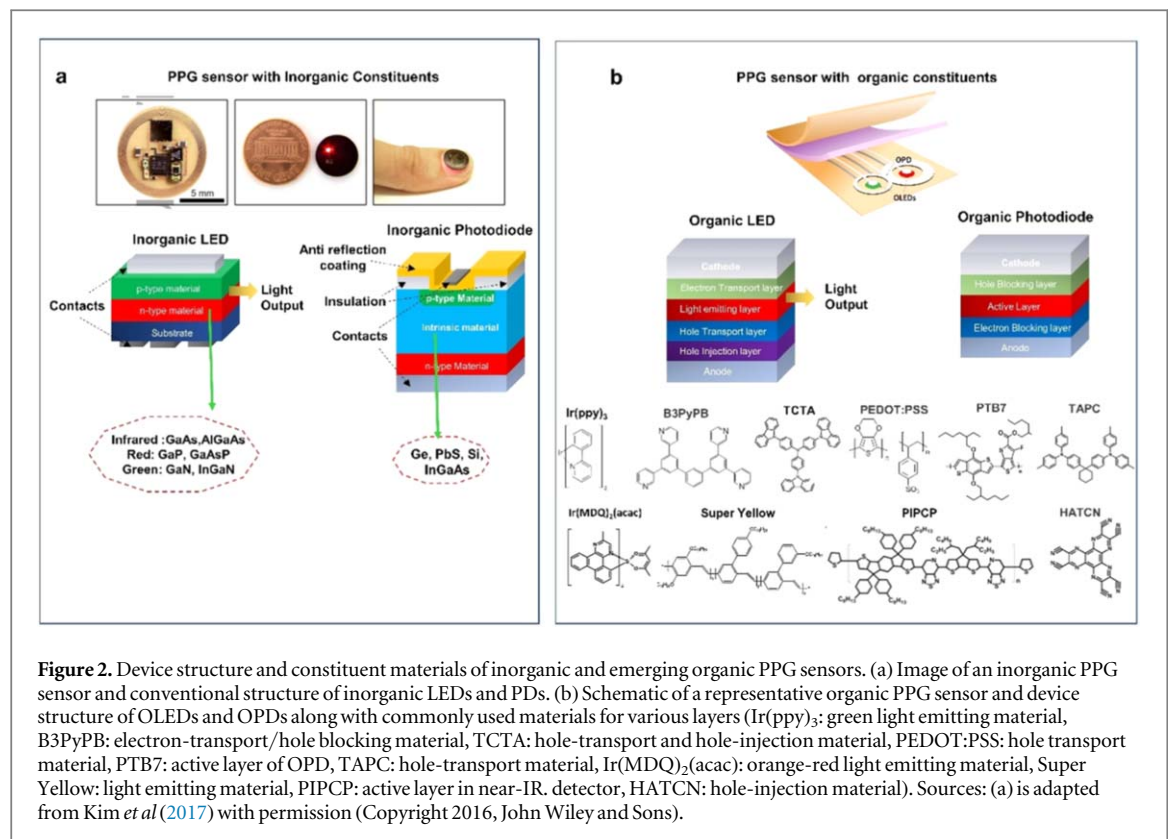 a
PPG sensor with Inorganic Constituents
5 mm
Inorganic LED
p-type material
n-type material
Substrate
Contacts
Light
Output
Inorganic Photodiode
Anti reflection
coating
Insulation
Contacts
p-type Material
Intrinsic material
n-type Material
Infrared :GaAs,AlGaAs
Red: GaP, GaAsP
Green: GaN, InGaN
Ge, PbS, Si,
InGaAs
b
PPG sensor with organic constituents
OPD
OLEDs
Organic LED
Cathode
Electron Transport layer
Light emitting layer
Hole Transport layer
Hole Injection layer
Anode
Light
Output
Organic Photodiode
Cathode
Hole Blocking layer
Active Layer
Electron Blocking layer
Anode
Ir(ppy)₃
B3PyPB
TCTA
PEDOT:PSS
PTB7
TAPC
Ir(MDQ)₂(acac)
Super Yellow
PIPCP
HATCN
Figure 2. Device structure and constituent materials of inorganic and emerging organic PPG sensors. (a) Image of an inorganic PPG
sensor and conventional structure of inorganic LEDs and PDs. (b) Schematic of a representative organic PPG sensor and device
structure of OLEDs and OPDs along with commonly used materials for various layers (Ir(ppy)₃: green light emitting material,
B3PyPB: electron-transport/hole blocking material, TCTA: hole-transport and hole-injection material, PEDOT:PSS: hole transport
material, PTB7: active layer of OPD, TAPC: hole-transport material, Ir(MDQ)₂(acac): orange-red light emitting material, Super
Yellow: light emitting material, PIPCP: active layer in near-IR. detector, HATCN: hole-injection material). Sources: (a) is adapted
from Kim et al (2017) with permission (Copyright 2016, John Wiley and Sons).